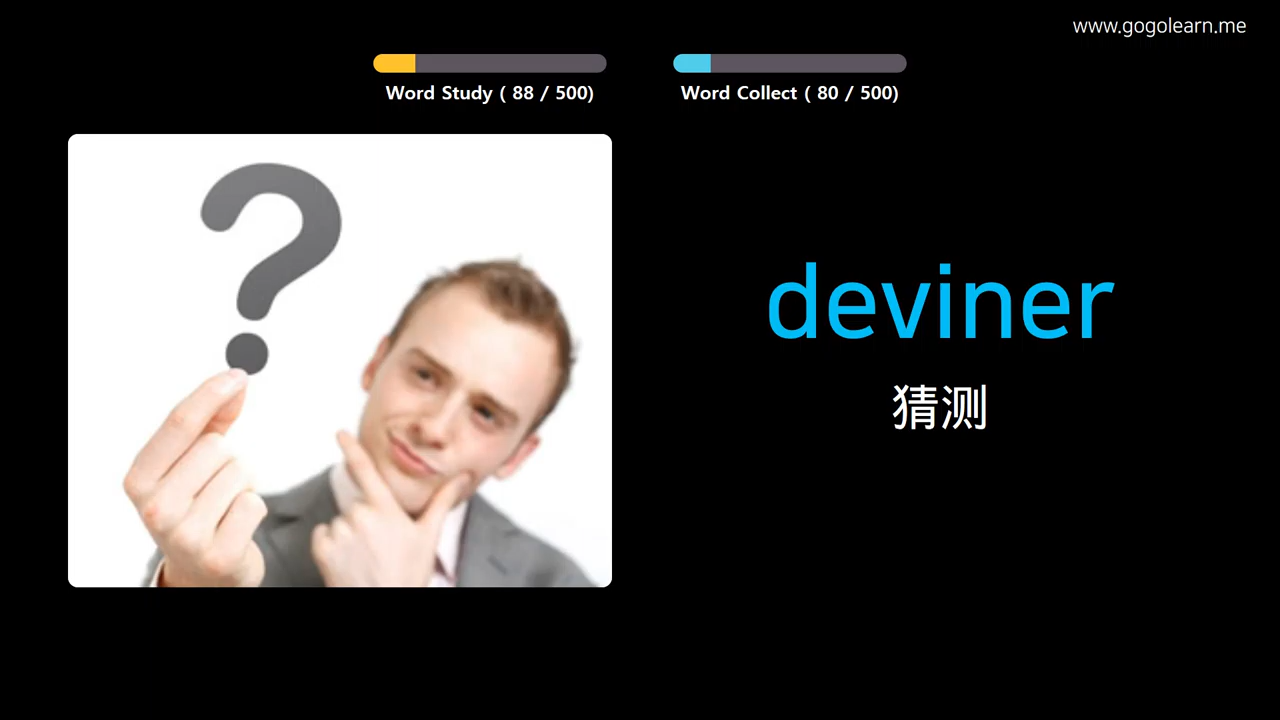 www.gogolearn.me
Word Study ( 88 / 500)
Word Collect ( 80 / 500)
?
deviner
猜测